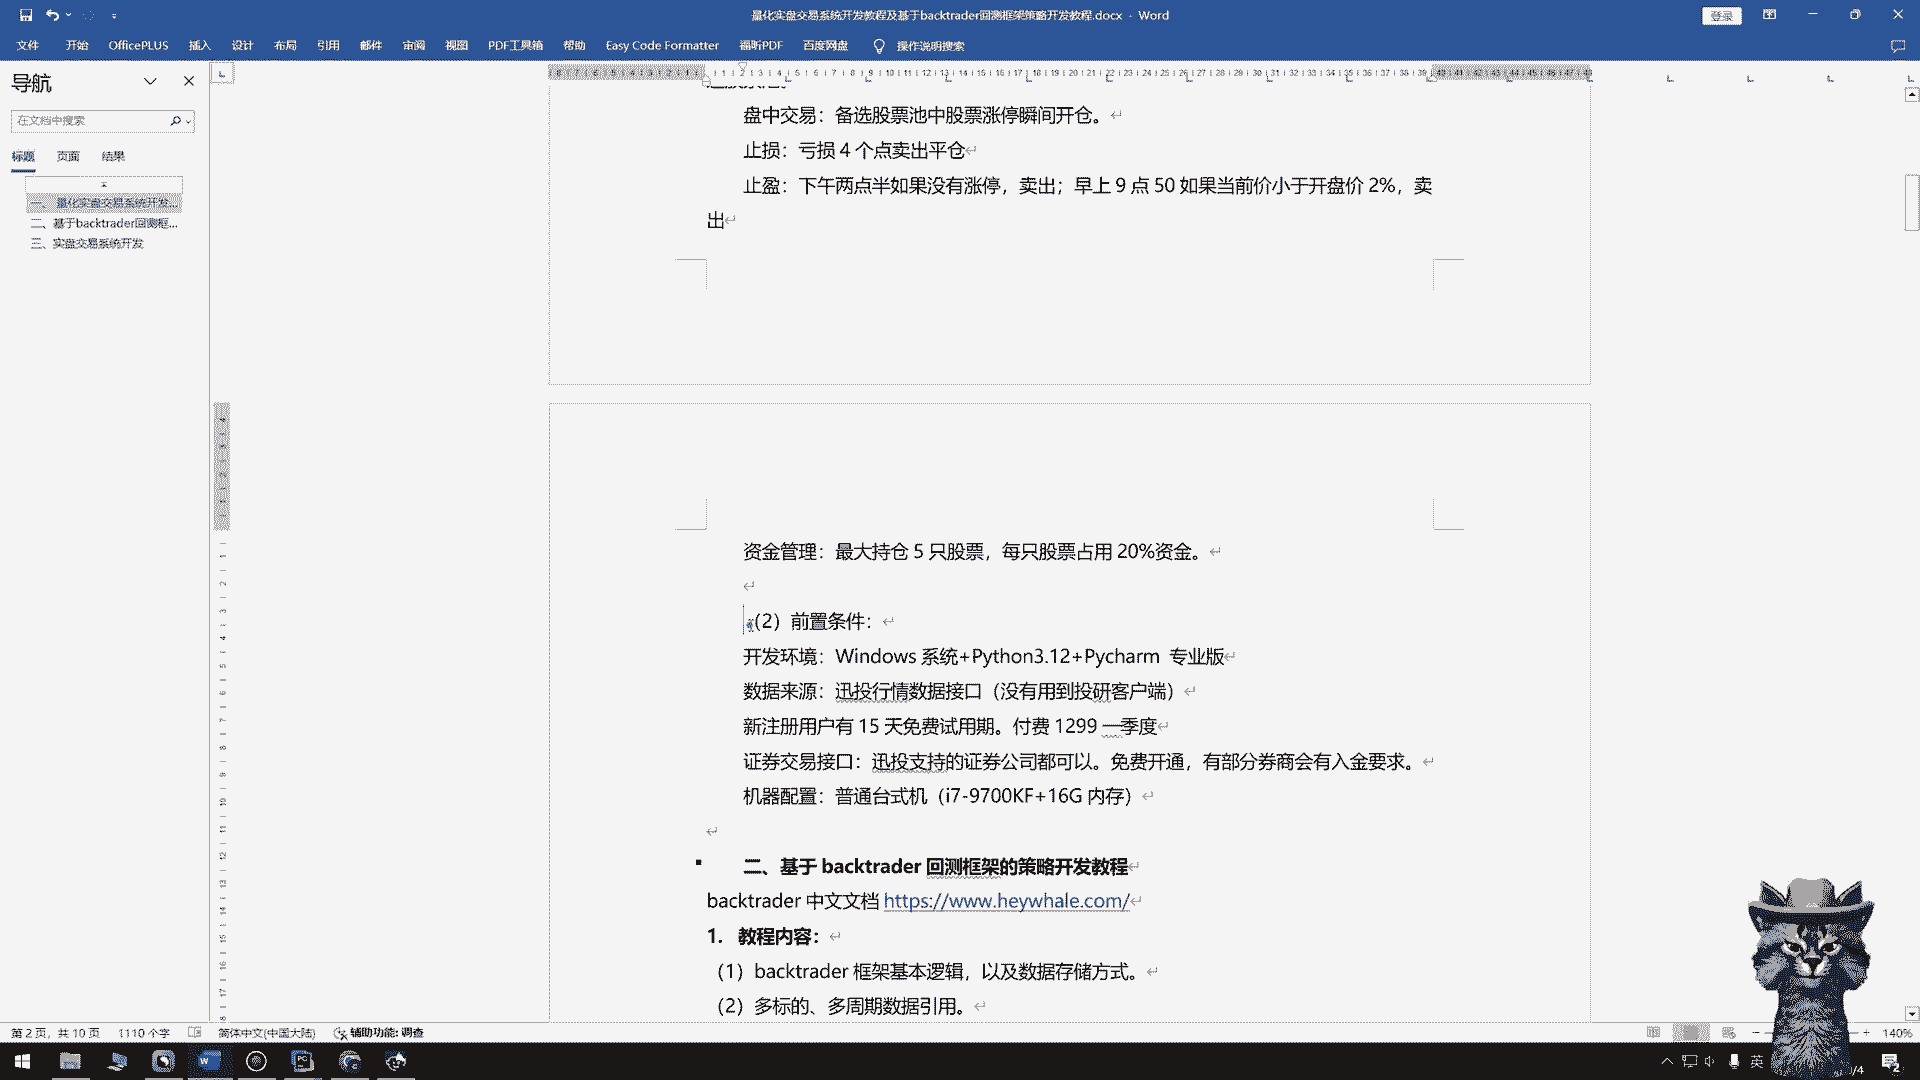 量化实盘交易系统开发教程及基于backtrader回测框架策略开发教程.docx - Word
登录
文件 开始 OfficePLUS 插入 设计 布局 引用 邮件 审阅 视图 PDF工具箱 帮助 Easy Code Formatter 福昕PDF 百度网盘 操作说明搜索
导航
在文档中搜索
标题 页面 结果
一、量化实盘交易系统开发...
二、基于backtrader回测框...
三、实盘交易系统开发
盘中交易：备选股票池中股票涨停瞬间开仓。
止损：亏损 4 个点卖出平仓
止盈：下午两点半如果没有涨停，卖出；早上 9 点 50 如果当前价小于开盘价 2%，卖
出
资金管理：最大持仓 5 只股票，每只股票占用 20%资金。
（2）前置条件：
开发环境：Windows 系统+Python3.12+Pycharm 专业版
数据来源：迅投行情数据接口（没有用到投研客户端）
新注册用户有 15 天免费试用期。付费 1299 一季度
证券交易接口：迅投支持的证券公司都可以。免费开通，有部分券商会有入金要求。
机器配置：普通台式机（i7-9700KF+16G 内存）
二、基于 backtrader 回测框架的策略开发教程
backtrader 中文文档 https://www.heywhale.com/
1. 教程内容：
（1）backtrader 框架基本逻辑，以及数据存储方式。
（2）多标的、多周期数据引用。
第 2 页，共 10 页 1110 个字 简体中文(中国大陆) 辅助功能: 调查
140%
英
/4